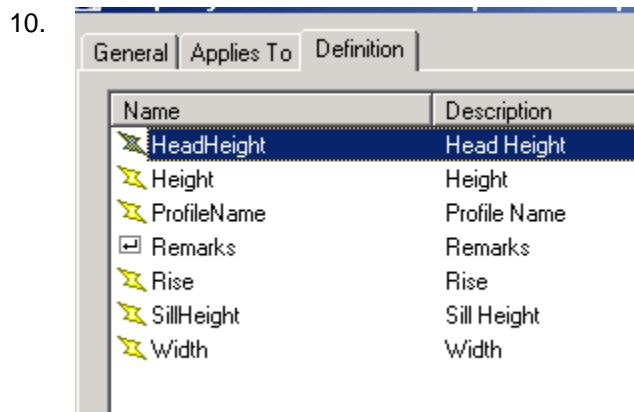 10.
General Applies To Definition
Name Description
HeadHeight Head Height
Height Height
ProfileName Profile Name
Remarks Remarks
Rise Rise
SillHeight Sill Height
Width Width